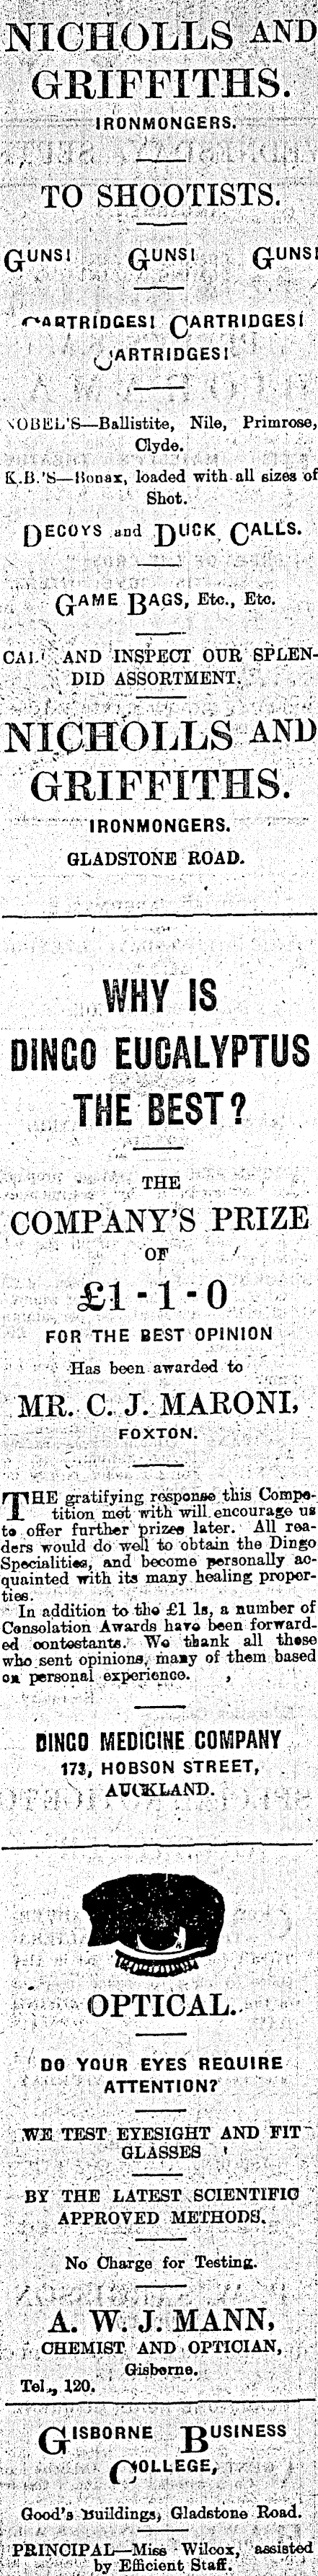 NICHOLLS AND
GRIFFITHS.
IRONMONGERS.
TO SHOOTISTS.
GUNS! GUNS! GUNS!
CARTRIDGES! CARTRIDGES!
CARTRIDGES!
NOBEL'S—Ballistite, Nile, Primrose,
Clyde.
K.B.'S—Bonax, loaded with all sizes of
Shot.
DECOYS and DUCK CALLS.
GAME BAGS, Etc., Etc.
CALL AND INSPECT OUR SPLEN-
DID ASSORTMENT.
NICHOLLS AND
GRIFFITHS.
IRONMONGERS.
GLADSTONE ROAD.
WHY IS
DINGO EUCALYPTUS
THE BEST?
THE
COMPANY'S PRIZE
OF
£1-1-0
FOR THE BEST OPINION
Has been awarded to
MR. C. J. MARONI,
FOXTON.
THE gratifying response this Compe-
tition met with will encourage us
to offer further prizes later. All rea-
ders would do well to obtain the Dingo
Specialities, and become personally ac-
quainted with its many healing proper-
ties.
In addition to the £1 1s, a number of
Consolation Awards have been forward-
ed contestants. We thank all those
who sent opinions, many of them based
on personal experience.
DINGO MEDICINE COMPANY
173, HOBSON STREET,
AUCKLAND.
OPTICAL.
DO YOUR EYES REQUIRE
ATTENTION?
WE TEST EYESIGHT AND FIT
GLASSES
BY THE LATEST SCIENTIFIC
APPROVED METHODS.
No Charge for Testing.
A. W. J. MANN,
CHEMIST AND OPTICIAN,
Gisborne.
Tel., 120.
GISBORNE BUSINESS
COLLEGE,
Good's Buildings, Gladstone Road.
PRINCIPAL—Miss Wilcox, assisted
by Efficient Staff.